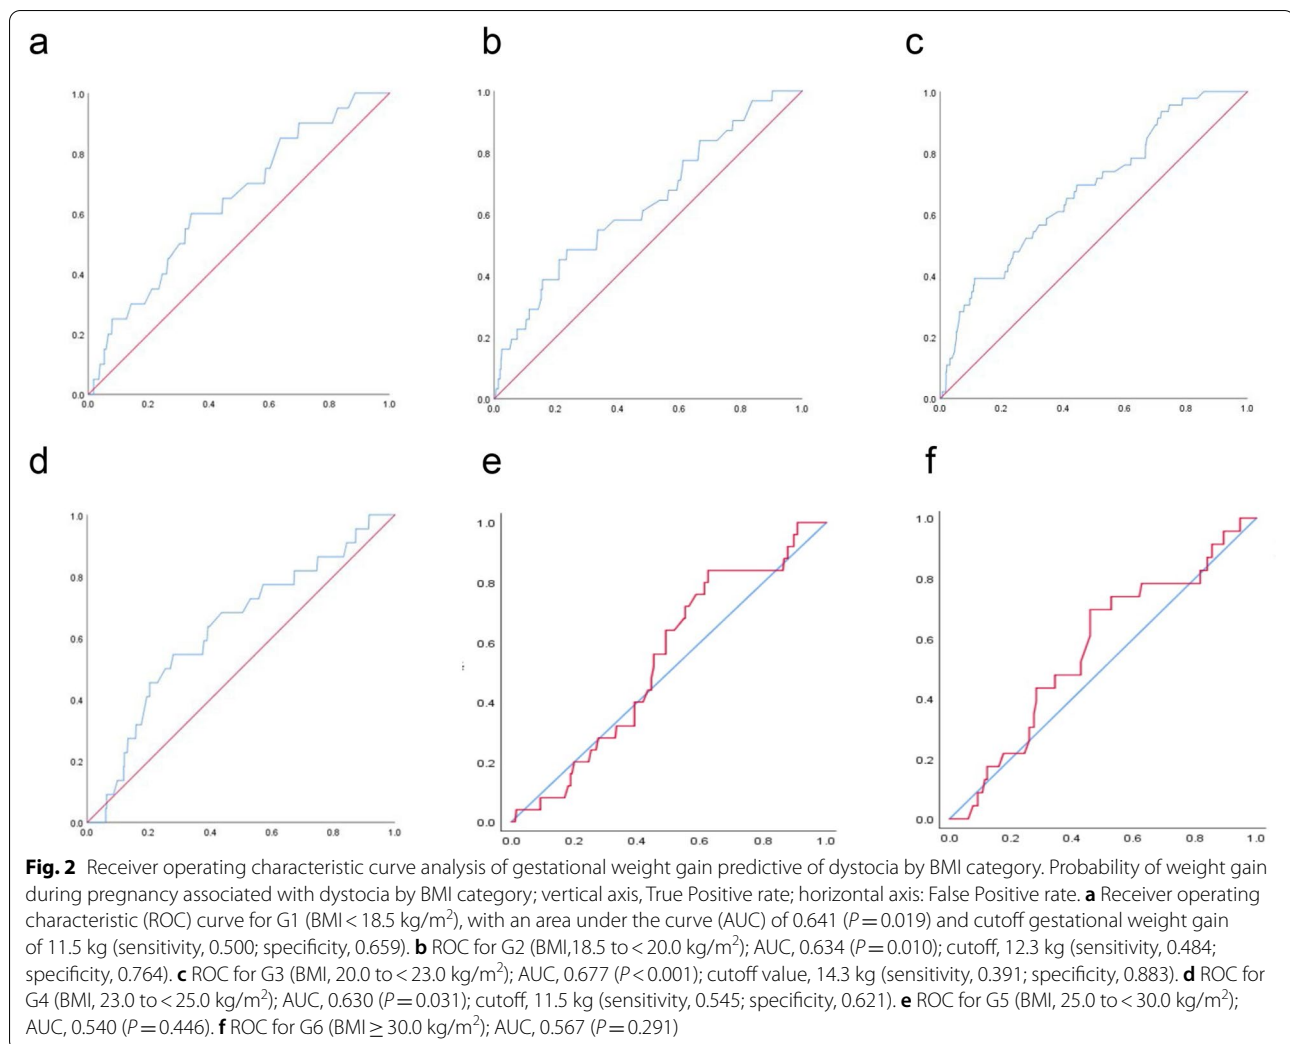 a
b
c
1.0
0.8
0.6
0.4
0.2
0.0
0.0 0.2 0.4 0.6 0.8 1.0
1.0
0.8
0.6
0.4
0.2
0.0
0.0 0.2 0.4 0.6 0.8 1.0
1.0
0.8
0.6
0.4
0.2
0.0
0.0 0.2 0.4 0.6 0.8 1.0
d
e
f
1.0
0.8
0.6
0.4
0.2
0.0
0.0 0.2 0.4 0.6 0.8 1.0
1.0
0.8
0.6
0.4
0.2
0.0
0.0 0.2 0.4 0.6 0.8 1.0
1.0
0.8
0.6
0.4
0.2
0.0
0.0 0.2 0.4 0.6 0.8 1.0
Fig. 2 Receiver operating characteristic curve analysis of gestational weight gain predictive of dystocia by BMI category. Probability of weight gain
during pregnancy associated with dystocia by BMI category; vertical axis, True Positive rate; horizontal axis: False Positive rate. a Receiver operating
characteristic (ROC) curve for G1 (BMI < 18.5 kg/m²), with an area under the curve (AUC) of 0.641 (P = 0.019) and cutoff gestational weight gain
of 11.5 kg (sensitivity, 0.500; specificity, 0.659). b ROC for G2 (BMI,18.5 to < 20.0 kg/m²); AUC, 0.634 (P = 0.010); cutoff, 12.3 kg (sensitivity, 0.484;
specificity, 0.764). c ROC for G3 (BMI, 20.0 to < 23.0 kg/m²); AUC, 0.677 (P < 0.001); cutoff value, 14.3 kg (sensitivity, 0.391; specificity, 0.883). d ROC for
G4 (BMI, 23.0 to < 25.0 kg/m²); AUC, 0.630 (P = 0.031); cutoff, 11.5 kg (sensitivity, 0.545; specificity, 0.621). e ROC for G5 (BMI, 25.0 to < 30.0 kg/m²);
AUC, 0.540 (P = 0.446). f ROC for G6 (BMI ≥ 30.0 kg/m²); AUC, 0.567 (P = 0.291)